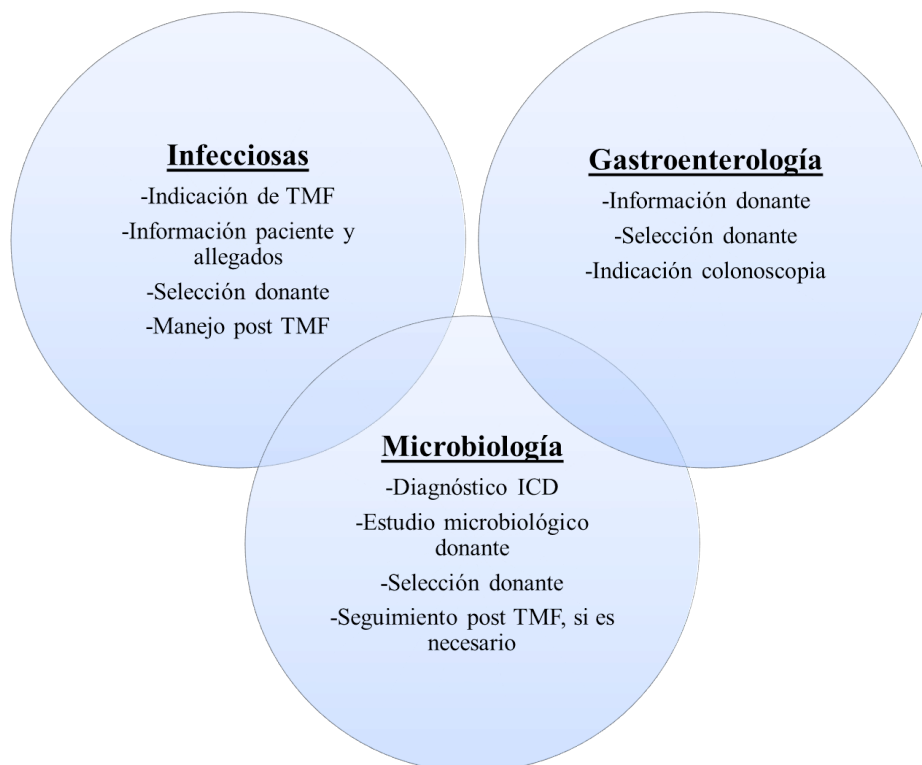 Infecciosas
-Indicación de TMF
-Información paciente y
allegados
-Selección donante
-Manejo post TMF
Gastroenterología
-Información donante
-Selección donante
-Indicación colonoscopia
Microbiología
-Diagnóstico ICD
-Estudio microbiológico
donante
-Selección donante
-Seguimiento post TMF, si es
necesario